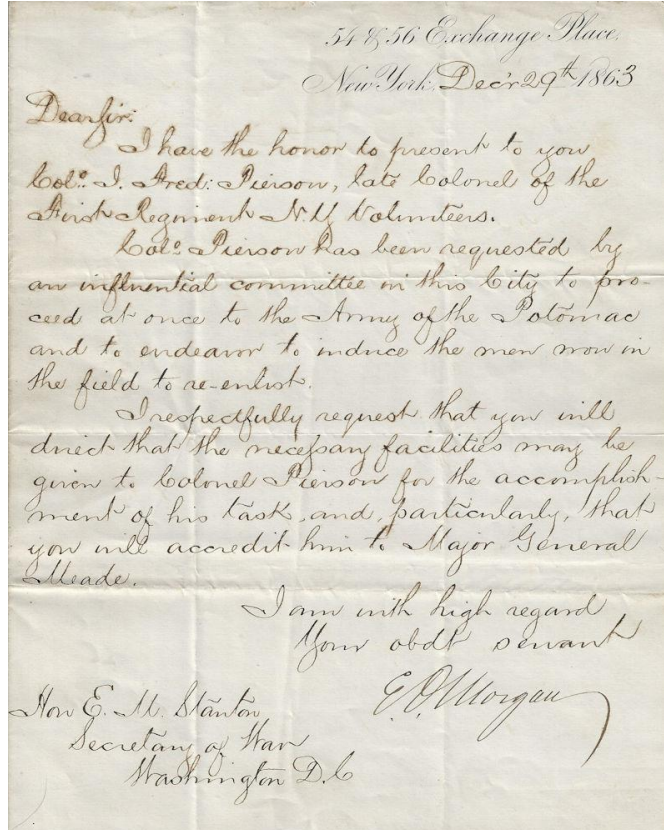 54 & 56 Exchange Place.
New York, Dec'r 29th 1863
Dear Sir:
I have the honor to present to you
Colo. J. Fred: Pierson, late Colonel of the
First Regiment N.Y Volunteers.
Colo. Pierson has been requested by
an influential committee in this City to pro-
ceed at once to the Army of the Potomac
and to endeavor to induce the men now in
the field to re-enlist.
I respectfully request that you will
direct that the necessary facilities may be
given to Colonel Pierson for the accomplish-
ment of his task, and, particularly, that
you will accredit him to Major General
Meade.
I am with high regard
Your obdt servant
E. D. Morgan
Hon E. M. Stanton
Secretary of War
Washington D.C